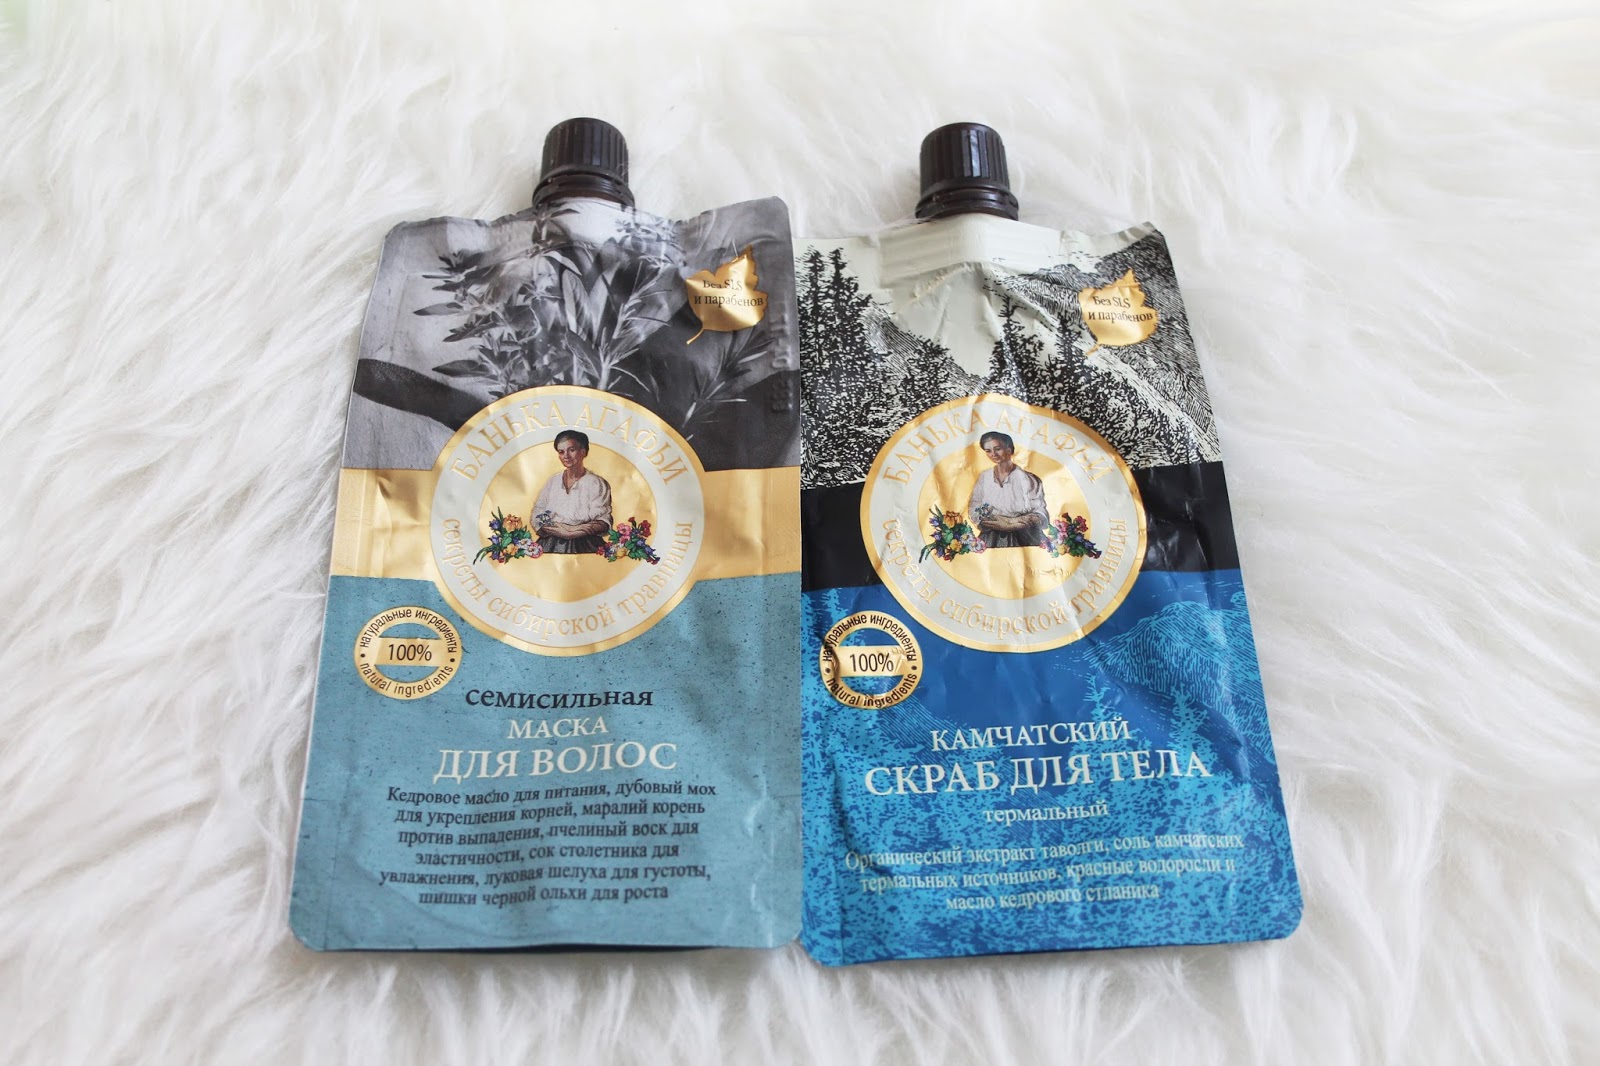 Без SLS
и парабенов
БАНЬКА АГАФЬИ
секреты сибирской травницы
натуральные ингредиенты
100%
natural ingredients
семисильная
МАСКА
ДЛЯ ВОЛОС
Кедровое масло для питания, дубовый мох
для укрепления корней, маралий корень
против выпадения, пчелиный воск для
эластичности, сок столетника для
увлажнения, луковая шелуха для густоты,
шишки черной ольхи для роста
Без SLS
и парабенов
БАНЬКА АГАФЬИ
секреты сибирской травницы
натуральные ингредиенты
100%
natural ingredients
КАМЧАТСКИЙ
СКРАБ ДЛЯ ТЕЛА
термальный
Органический экстракт таволги, соль камчатских
термальных источников, красные водоросли и
масло кедрового стланика